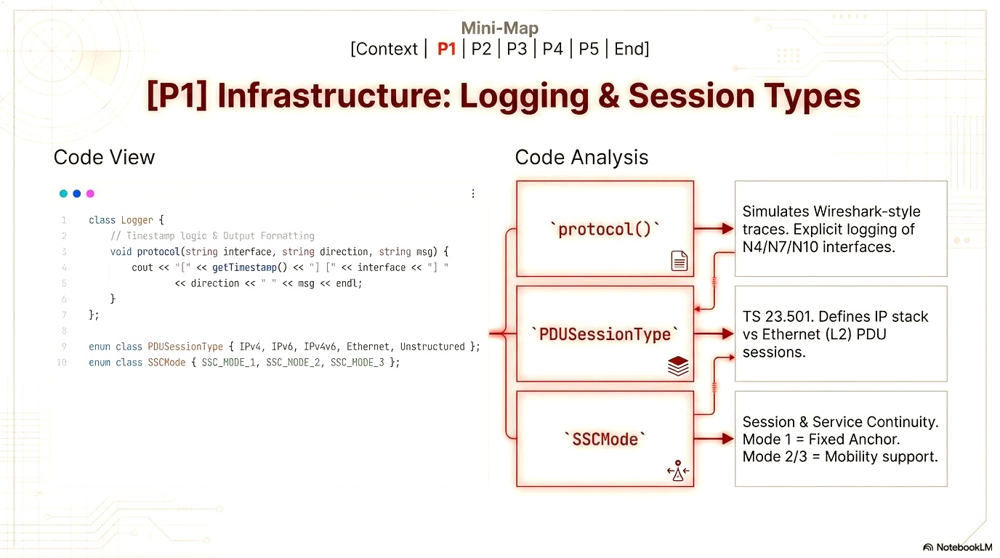 Mini-Map
[Context | P1 | P2 | P3 | P4 | P5 | End]
[P1] Infrastructure: Logging & Session Types
Code View
1 class Logger {
2 // Timestamp logic & Output Formatting
3 void protocol(string interface, string direction, string msg) {
4 cout << "[" << getTimestamp() << "] [" << interface << "] "
5 << direction << " " << msg << endl;
6 }
7 };
8
9 enum class PDUSessionType { IPv4, IPv6, IPv4v6, Ethernet, Unstructured };
10 enum class SSCMode { SSC_MODE_1, SSC_MODE_2, SSC_MODE_3 };
Code Analysis
`protocol()`
Simulates Wireshark-style
traces. Explicit logging of
N4/N7/N10 interfaces.
`PDUSessionType`
TS 23.501. Defines IP stack
vs Ethernet (L2) PDU
sessions.
`SSCMode`
Session & Service Continuity.
Mode 1 = Fixed Anchor.
Mode 2/3 = Mobility support.
NotebookLM